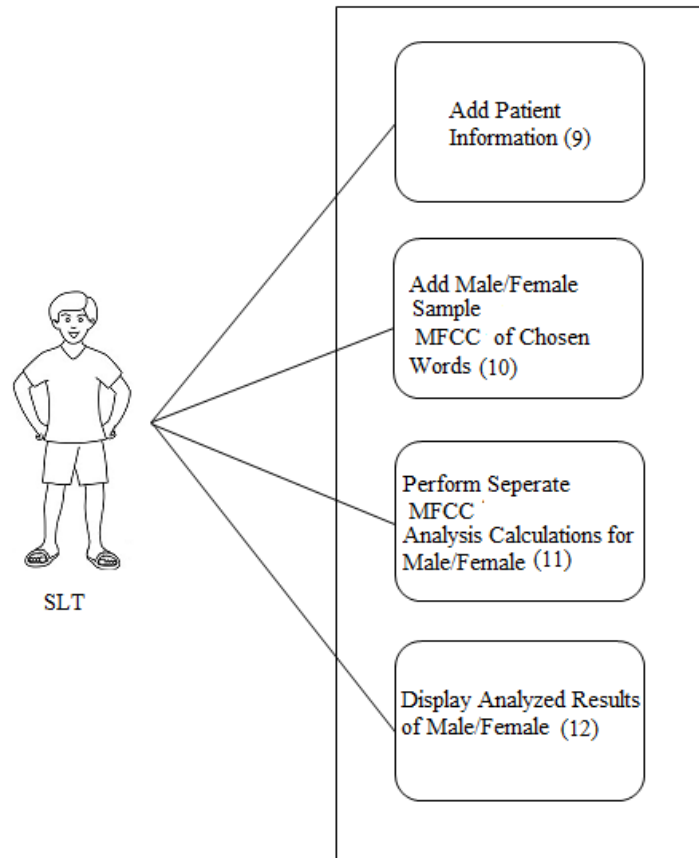 Add Patient
Information (9)
Add Male/Female
Sample
MFCC of Chosen
Words (10)
Perform Seperate
MFCC
Analysis Calculations for
Male/Female (11)
SLT
Display Analyzed Results
of Male/Female (12)